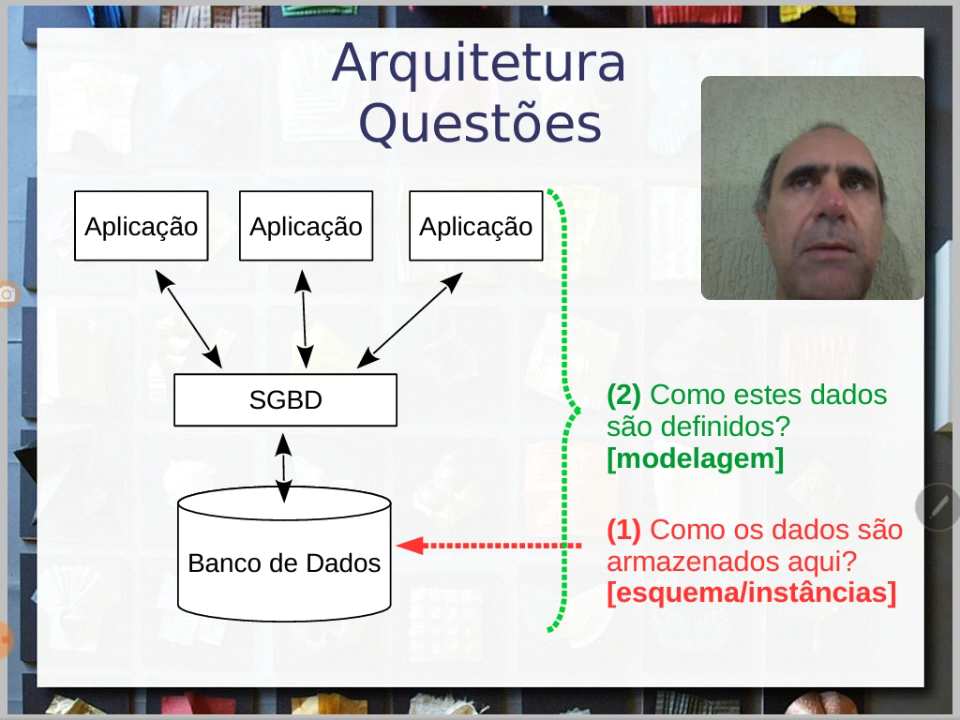 Arquitetura
Questões
Aplicação
Aplicação
Aplicação
SGBD
Banco de Dados
(2) Como estes dados
são definidos?
[modelagem]
(1) Como os dados são
armazenados aqui?
[esquema/instâncias]